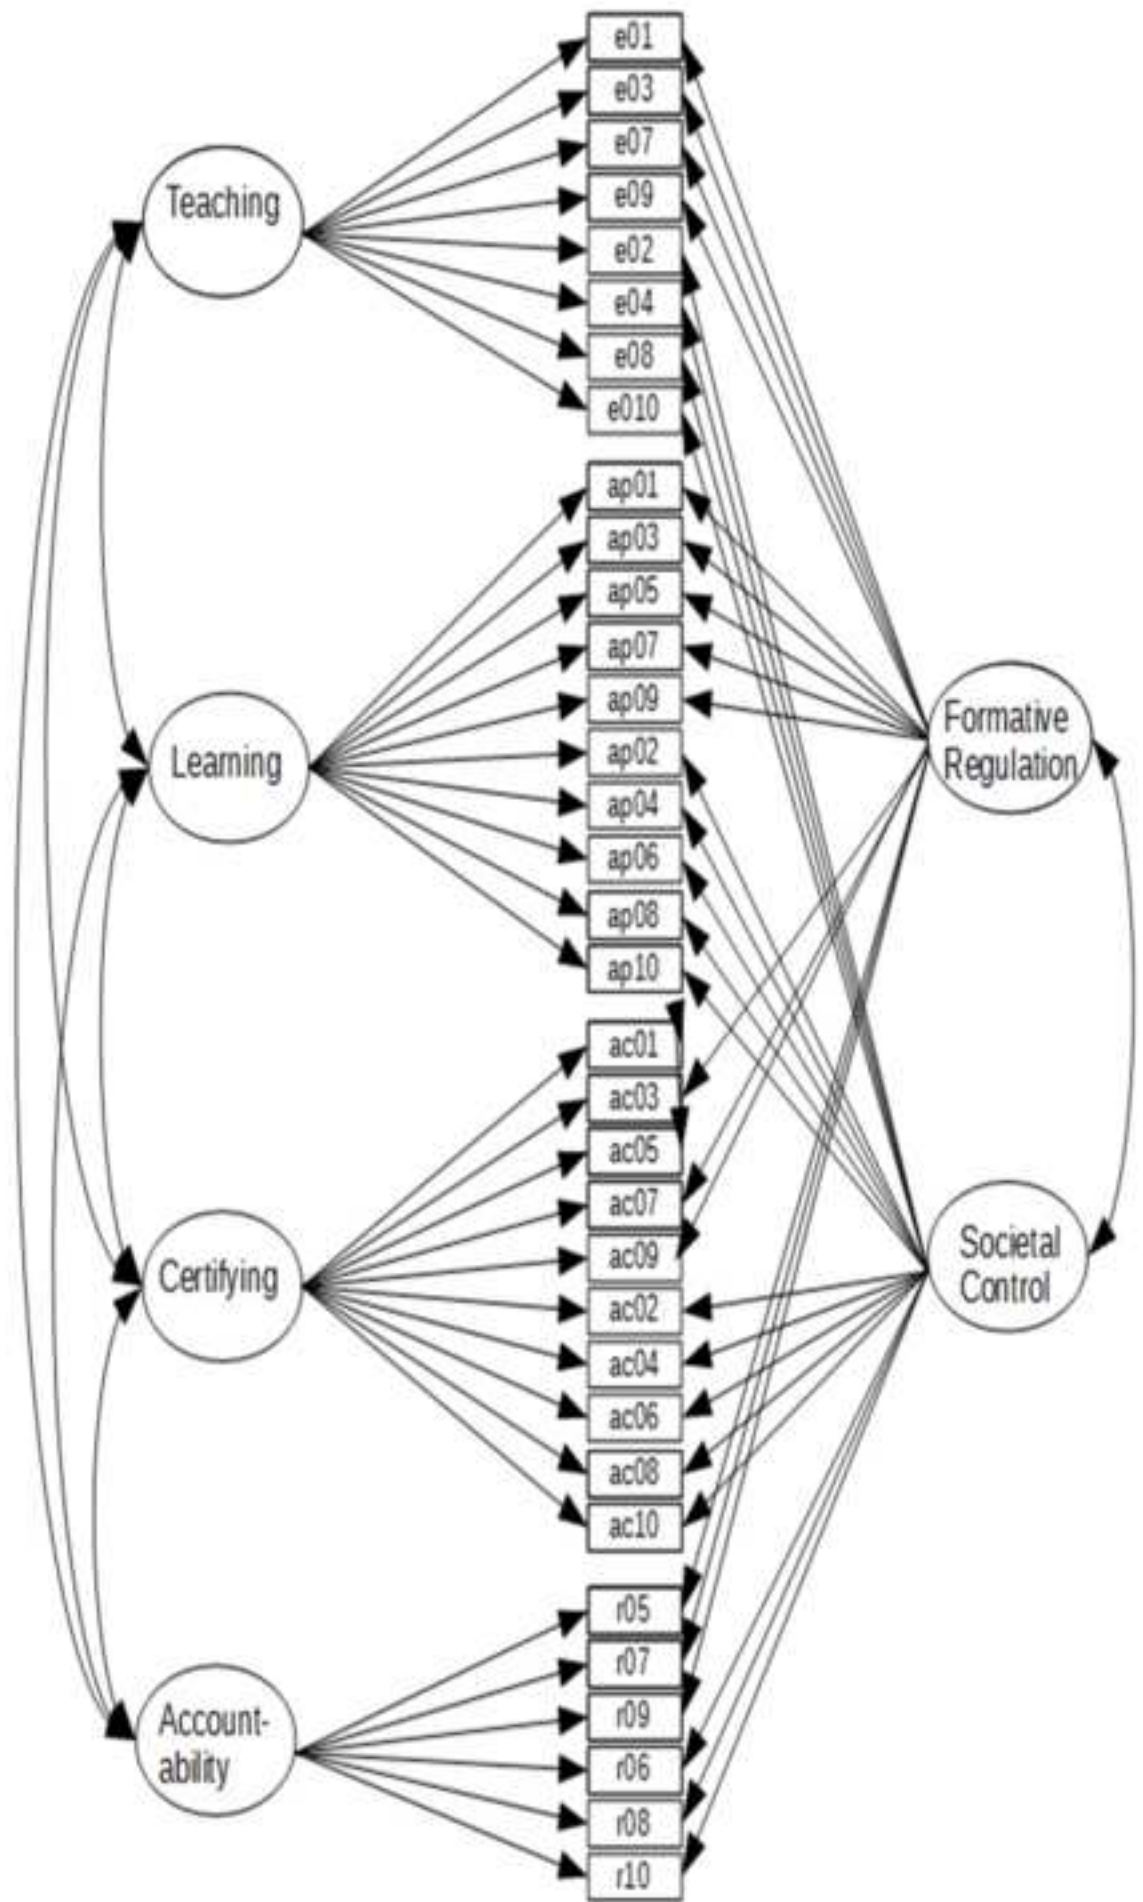 Teaching
Learning
Certifying
Account-
ability
e01
e03
e07
e09
e02
e04
e08
e010
ap01
ap03
ap05
ap07
ap09
ap02
ap04
ap06
ap08
ap10
ac01
ac03
ac05
ac07
ac09
ac02
ac04
ac06
ac08
ac10
r05
r07
r09
r06
r08
r10
Formative
Regulation
Societal
Control